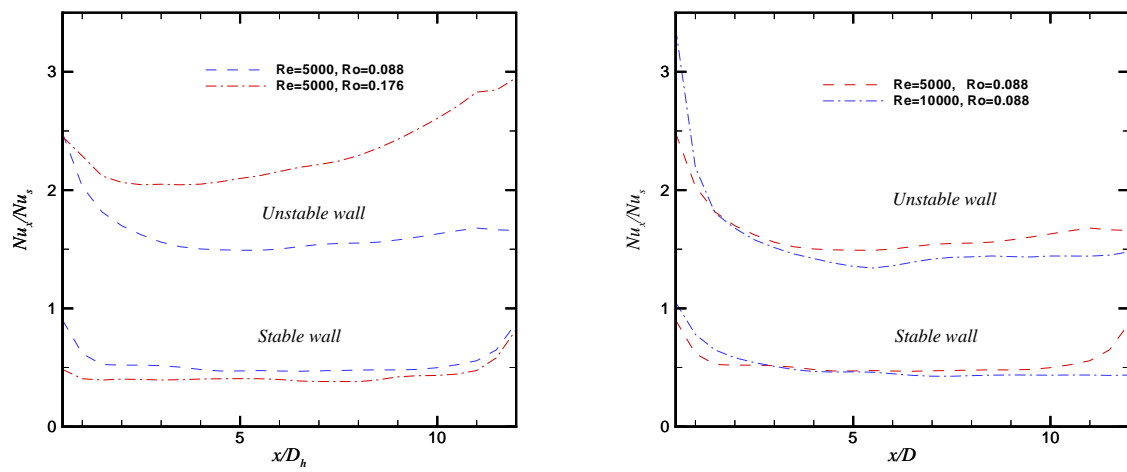 3
2
1
0
Nu_x/Nu_s
Re=5000, Ro=0.088
Re=5000, Ro=0.176
Unstable wall
Stable wall
5
10
x/D_h
3
2
1
0
Nu_x/Nu_s
Re=5000, Ro=0.088
Re=10000, Ro=0.088
Unstable wall
Stable wall
5
10
x/D